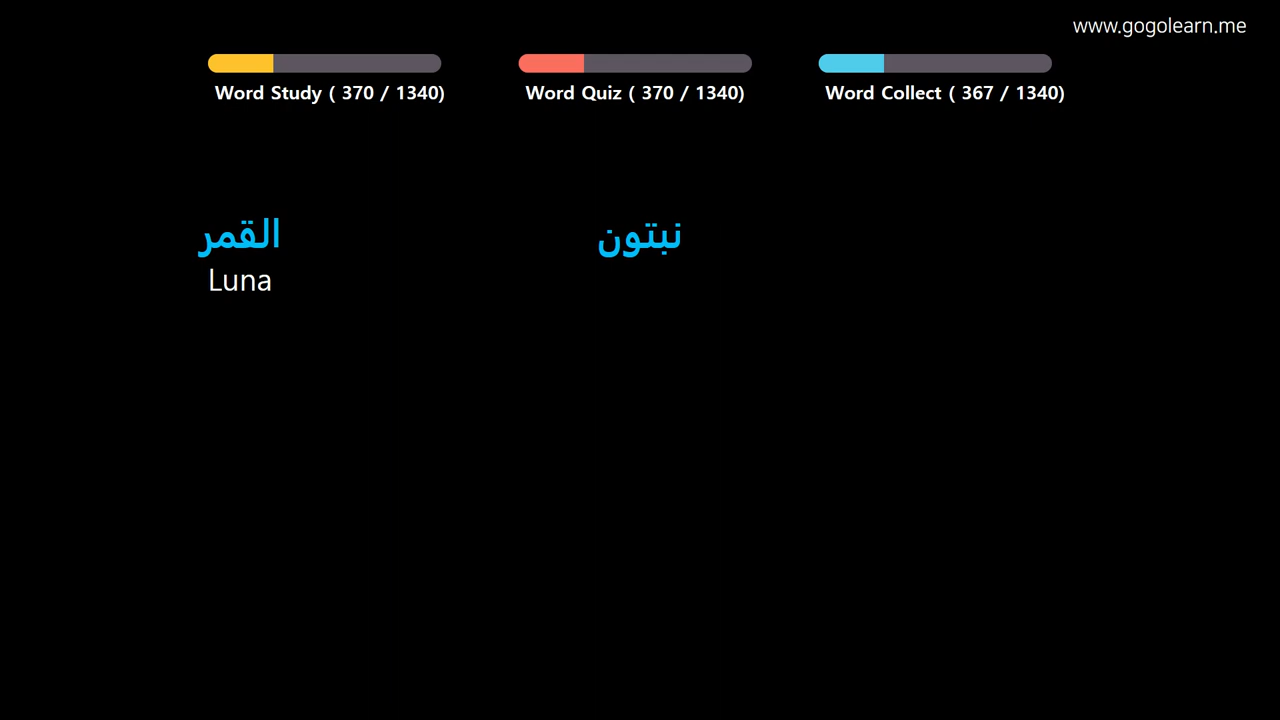 www.gogolearn.me
Word Study ( 370 / 1340)
Word Quiz ( 370 / 1340)
Word Collect ( 367 / 1340)
القمر
Luna
نبتون